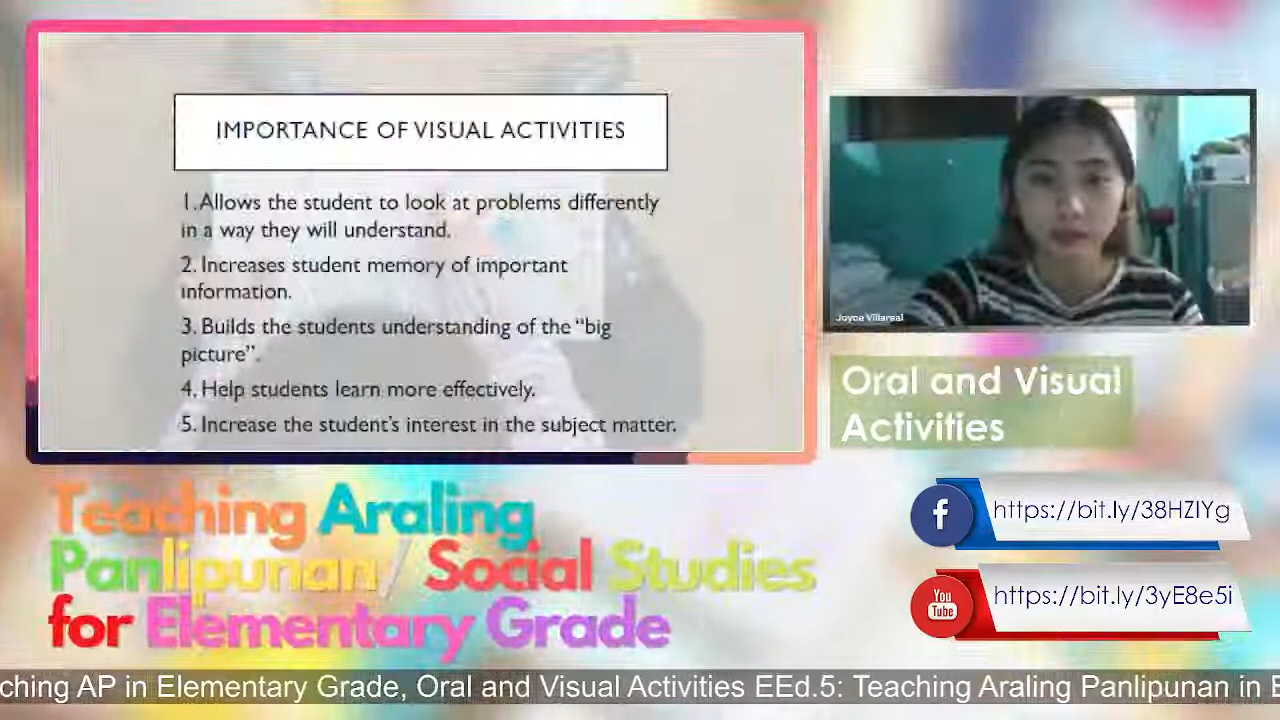 IMPORTANCE OF VISUAL ACTIVITIES
1. Allows the student to look at problems differently
in a way they will understand.
2. Increases student memory of important
information.
3. Builds the students understanding of the “big
picture”.
4. Help students learn more effectively.
5. Increase the student’s interest in the subject matter.
Joyce Villareal
Oral and Visual
Activities
https://bit.ly/38HZIYg
You
Tube
https://bit.ly/3yE8e5i
Teaching Araling
Panlipunan/ Social Studies
for Elementary Grade
ching AP in Elementary Grade, Oral and Visual Activities EEd.5: Teaching Araling Panlipunan in E